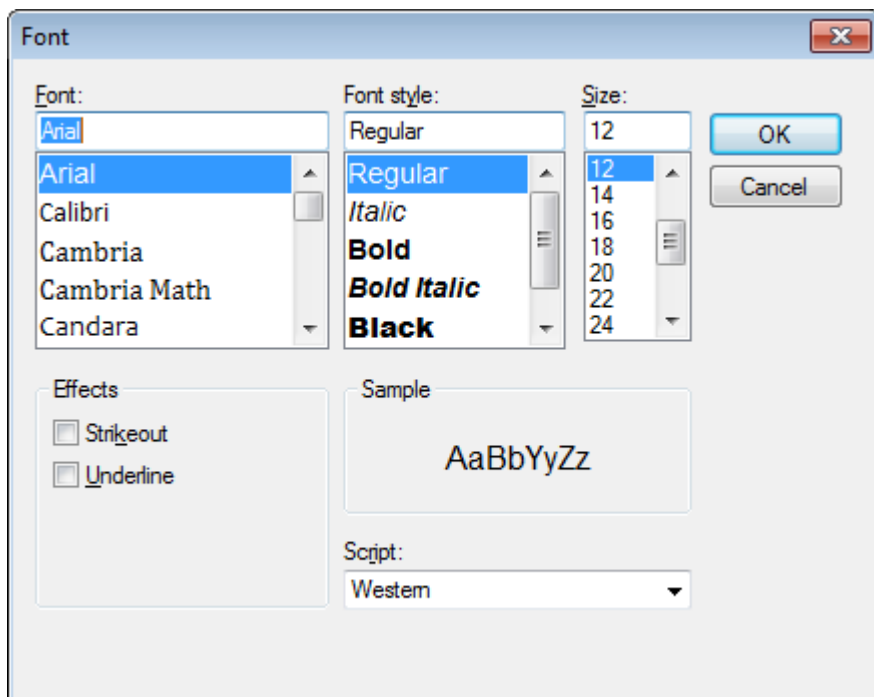 Font
Font:
Arial
Arial
Calibri
Cambria
Cambria Math
Candara
Font style:
Regular
Regular
Italic
Bold
Bold Italic
Black
Size:
12
12
14
16
18
20
22
24
OK
Cancel
Effects
Strikeout
Underline
Sample
AaBbYyZz
Script:
Western